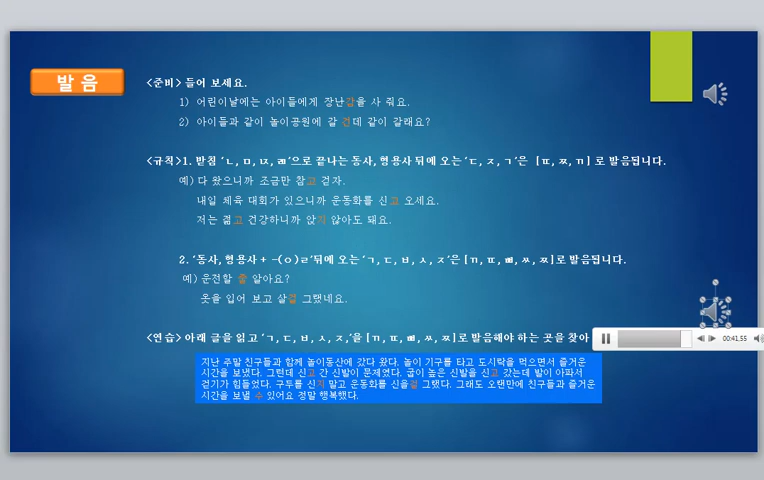 발 음
<준비> 들어 보세요.
1) 어린이날에는 아이들에게 장난감을 사 줘요.
2) 아이들과 같이 놀이공원에 갈 건데 같이 갈래요?
<규칙>1. 받침 ‘ㄴ, ㅁ, ㄵ, ㄻ’으로 끝나는 동사, 형용사 뒤에 오는 ‘ㄷ, ㅈ, ㄱ’은 [ㄸ, ㅉ, ㄲ] 로 발음됩니다.
예) 다 왔으니까 조금만 참고 걷자.
내일 체육 대회가 있으니까 운동화를 신고 오세요.
저는 젊고 건강하니까 앉기 않아도 돼요.
2. ‘동사, 형용사 + -(ㅇ)ㄹ’뒤에 오는 ‘ㄱ, ㄷ, ㅂ, ㅅ, ㅈ’은 [ㄲ, ㄸ, ㅃ, ㅆ, ㅉ]로 발음됩니다.
예) 운전할 줄 알아요?
옷을 입어 보고 살걸 그랬네요.
<연습> 아래 글을 읽고 ‘ㄱ, ㄷ, ㅂ, ㅅ, ㅈ,’을 [ㄲ, ㄸ, ㅃ, ㅆ, ㅉ]로 발음해야 하는 곳을 찾아
00:41,55
지난 주말 친구들과 함께 놀이동산에 갔다 왔다. 놀이 기구를 타고 도시락을 먹으면서 즐거운
시간을 보냈다. 그런데 신고 간 신발이 문제였다. 굽이 높은 신발을 신고 갔는데 발이 아파서
걷기가 힘들었다. 구두를 신지 말고 운동화를 신을걸 그랬다. 그래도 오랜만에 친구들과 즐거운
시간을 보낼 수 있어요 정말 행복했다.